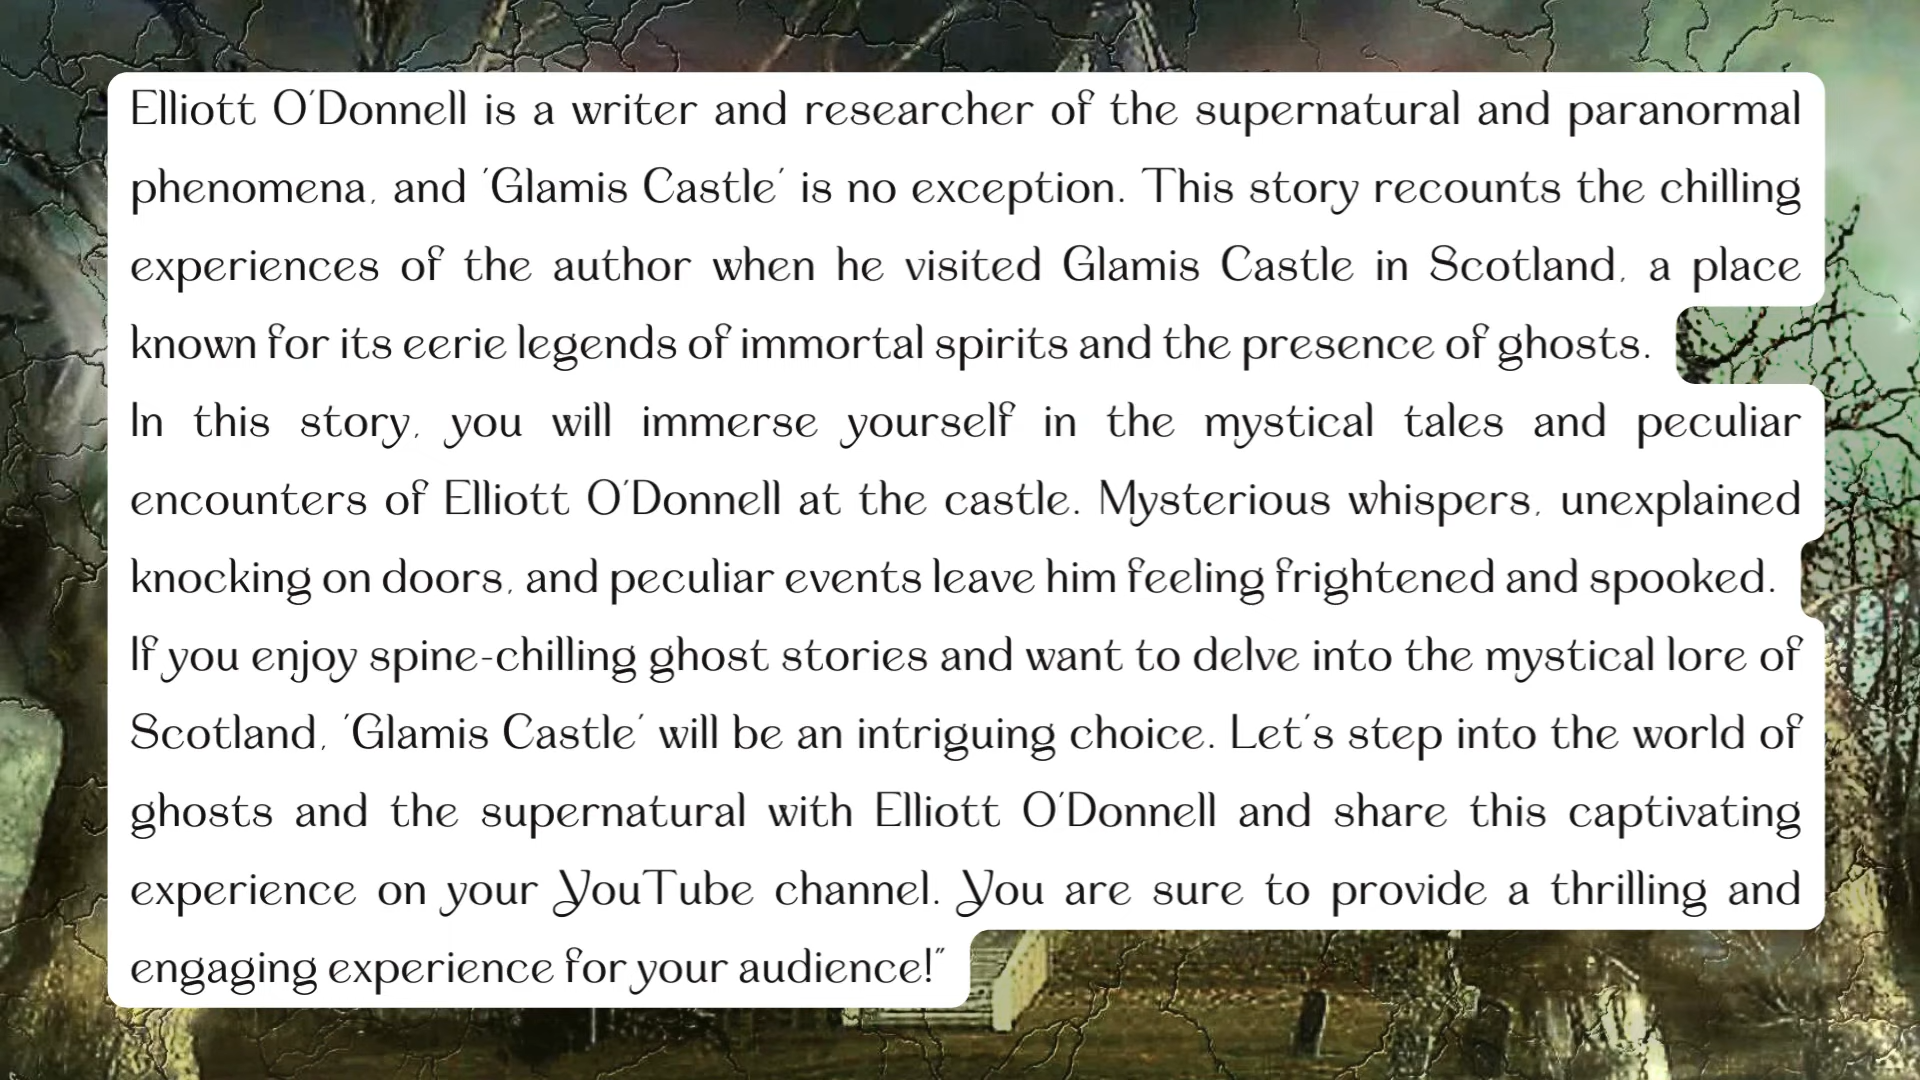 Elliott O'Donnell is a writer and researcher of the supernatural and paranormal
phenomena, and 'Glamis Castle' is no exception. This story recounts the chilling
experiences of the author when he visited Glamis Castle in Scotland, a place
known for its eerie legends of immortal spirits and the presence of ghosts.
In this story, you will immerse yourself in the mystical tales and peculiar
encounters of Elliott O'Donnell at the castle. Mysterious whispers, unexplained
knocking on doors, and peculiar events leave him feeling frightened and spooked.
If you enjoy spine-chilling ghost stories and want to delve into the mystical lore of
Scotland, 'Glamis Castle' will be an intriguing choice. Let's step into the world of
ghosts and the supernatural with Elliott O'Donnell and share this captivating
experience on your YouTube channel. You are sure to provide a thrilling and
engaging experience for your audience!"